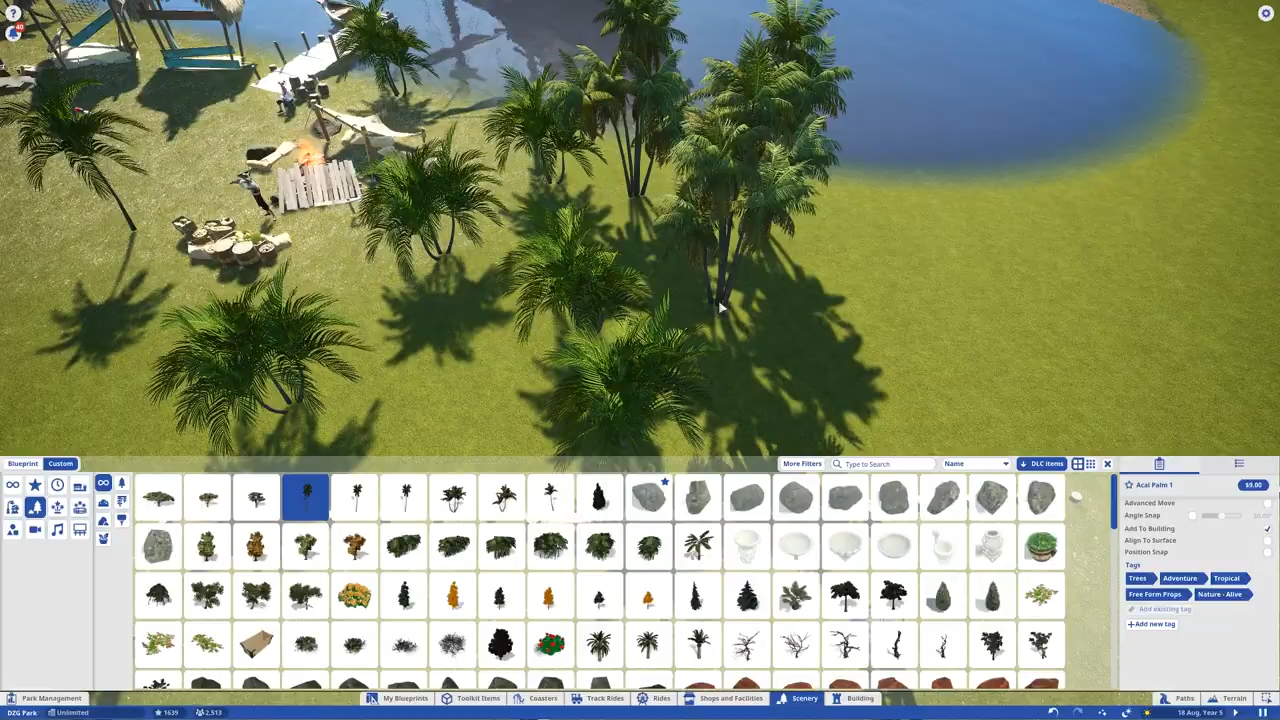 ?
40
Blueprint
Custom
More Filters
Type to Search
Name
DLC items
Acai Palm 1
$9.00
Advanced Move
Angle Snap
Add To Building
Align To Surface
Position Snap
Tags
Trees
Adventure
Tropical
Free Form Props
Nature - Alive
Add existing tag
+Add new tag
Park Management
My Blueprints
Toolkit Items
Coasters
Track Rides
Rides
Shops and Facilities
Scenery
Building
Paths
Terrain
DZG Park
Unlimited
1639
2,513
18 Aug, Year 5